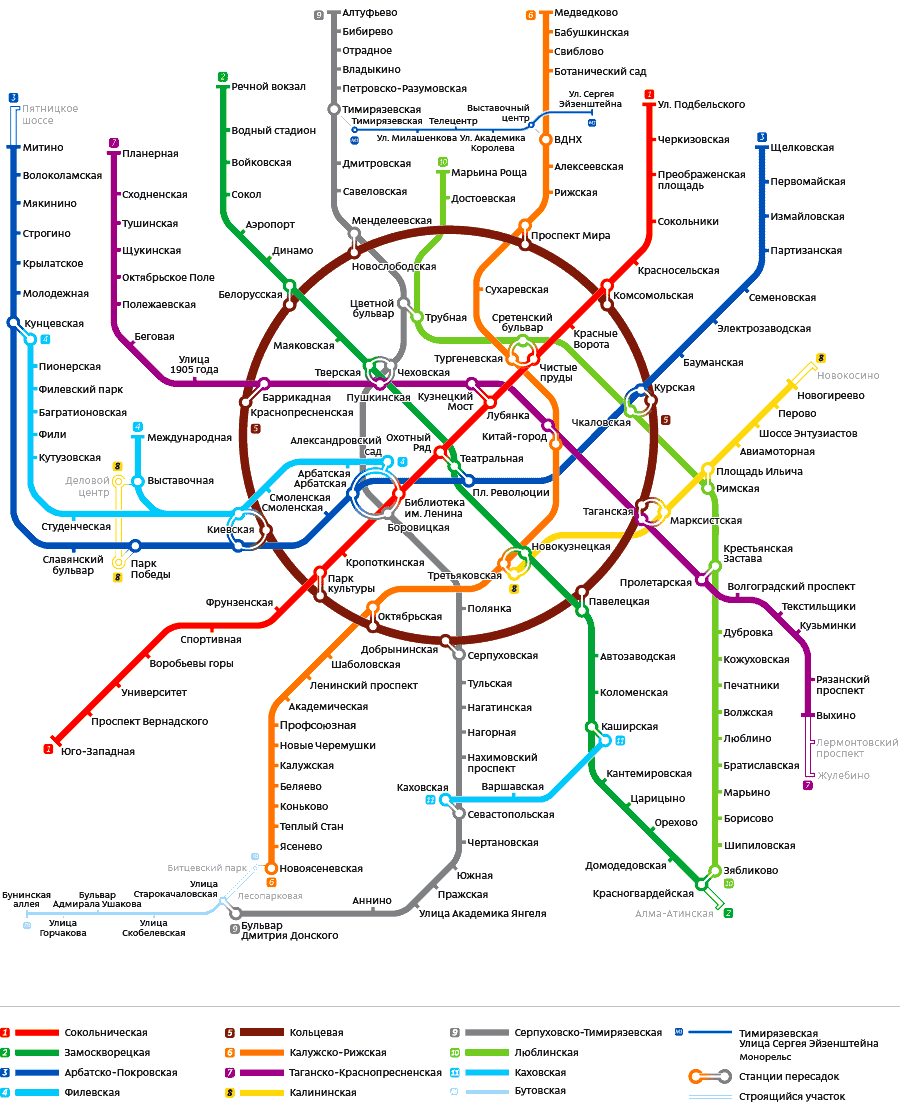 9 Алтуфьево
Бибирево
Отрадное
Владыкино
Петровско-Разумовская
Тимирязевская
Тимирязевская
Телецентр
Выставочный
центр
Ул. Сергея
Эйзенштейна
Ул. Милашенкова
Ул. Академика
Королева
Дмитровская
Савеловская
Менделеевская
Новослободская
Цветной
бульвар
6 Медведково
Бабушкинская
Свиблово
Ботанический сад
ВДНХ
Алексеевская
Рижская
Проспект Мира
Сухаревская
Сретенский
бульвар
Тургеневская
Чистые
пруды
2 Речной вокзал
Водный стадион
Войковская
Сокол
Аэропорт
Динамо
Белорусская
Маяковская
Тверская
Чеховская
Пушкинская
3 Пятницкое
шоссе
Митино
Волоколамская
Мякинино
Строгино
Крылатское
Молодежная
Кунцевская
4
Пионерская
Филевский парк
Багратионовская
Фили
Кутузовская
Студенческая
7 Планерная
Сходненская
Тушинская
Щукинская
Октябрьское Поле
Полежаевская
Беговая
Улица
1905 года
Баррикадная
Краснопресненская
5
10 Марьина Роща
Достоевская
Трубная
1 Ул. Подбельского
Черкизовская
Преображенская
площадь
Сокольники
Красносельская
Комсомольская
Красные
Ворота
3 Щелковская
Первомайская
Измайловская
Партизанская
Семеновская
Электрозаводская
Бауманская
Курская
5
Чкаловская
8 Новокосино
Новогиреево
Перово
Шоссе Энтузиастов
Авиамоторная
Площадь Ильича
Римская
Марксистская
Таганская
Кузнецкий
Мост
Лубянка
Китай-город
Охотный
Ряд
Театральная
Пл. Революции
Александровский
сад
4
Арбатская
Арбатская
Смоленская
Смоленская
Библиотека
им. Ленина
Боровицкая
4 Международная
8
Деловой
центр
Выставочная
Киевская
Славянский
бульвар
8
Парк
Победы
Кропоткинская
Парк
культуры
Фрунзенская
Спортивная
Воробьевы горы
Университет
Проспект Вернадского
1 Юго-Западная
Третьяковская
Новокузнецкая
8
Октябрьская
Добрынинская
Полянка
Серпуховская
Павелецкая
Шаболовская
Ленинский проспект
Академическая
Профсоюзная
Новые Черемушки
Калужская
Беляево
Коньково
Теплый Стан
Ясенево
Новоясеневская
6
Битцевский парк
Лесопарковая
Улица
Старокачаловская
Бунинская
аллея
Бульвар
Адмирала Ушакова
Улица
Горчакова
Улица
Скобелевская
9 Бульвар
Дмитрия Донского
Аннино
Улица Академика Янгеля
Пражская
Южная
Чертановская
Севастопольская
Каховская
11
Варшавская
Тульская
Нагатинская
Нагорная
Нахимовский
проспект
Автозаводская
Коломенская
Каширская
11
Кантемировская
Царицыно
Орехово
Домодедовская
Красногвардейская
Алма-Атинская 2
Крестьянская
Застава
Пролетарская
Волгоградский проспект
Текстильщики
Кузьминки
Рязанский
проспект
Выхино
Лермонтовский
проспект
Жулебино
7
Дубровка
Кожуховская
Печатники
Волжская
Люблино
Братиславская
Марьино
Борисово
Шипиловская
Зябликово
10
1 Сокольническая
2 Замоскворецкая
3 Арбатско-Покровская
4 Филевская
5 Кольцевая
6 Калужско-Рижская
7 Таганско-Краснопресненская
8 Калининская
9 Серпуховско-Тимирязевская
10 Люблинская
11 Каховская
Бутовская
Тимирязевская
Улица Сергея Эйзенштейна
Монорельс
Станции пересадок
Строящийся участок